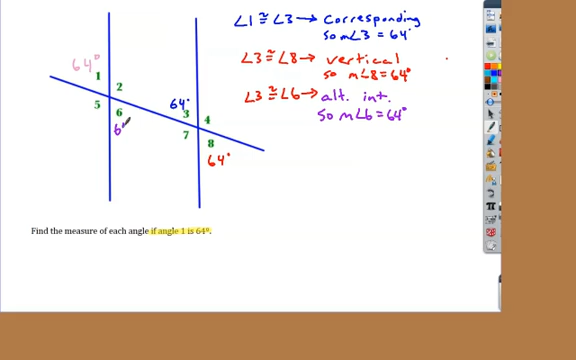 ∠1 ≅ ∠3 → Corresponding
so m∠3 = 64°
∠3 ≅ ∠8 → vertical
so m∠8 = 64°
∠3 ≅ ∠6 → alt. int.
so m∠6 = 64°
64°
1 2
5 6
6
64°
3 4
7 8
64°
Find the measure of each angle if angle 1 is 64º.